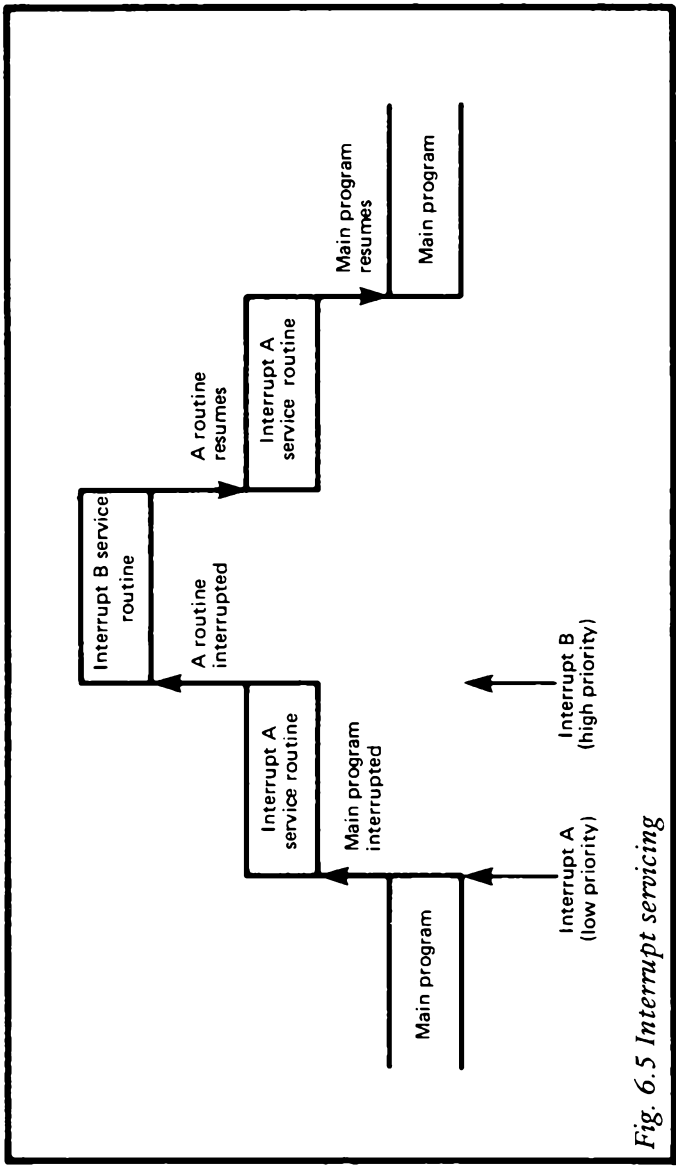 Interrupt B service
routine
A routine
interrupted
A routine
resumes
Interrupt A
service routine
Interrupt A
service routine
Main program
interrupted
Main program
resumes
Main program
Main program
Interrupt A
(low priority)
Interrupt B
(high priority)
Fig. 6.5 Interrupt servicing